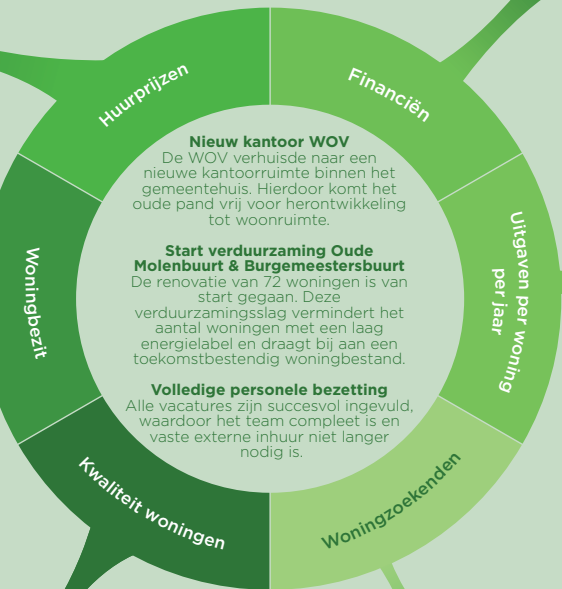 Huurprijzen
Financiën
Nieuw kantoor WOV
De WOV verhuisde naar een
nieuwe kantoorruimte binnen het
gemeentehuis. Hierdoor komt het
oude pand vrij voor herontwikkeling
tot woonruimte.
Start verduurzaming Oude
Molenbuurt & Burgemeestersbuurt
De renovatie van 72 woningen is van
start gegaan. Deze
verduurzamingsslag vermindert het
aantal woningen met een laag
energielabel en draagt bij aan een
toekomstbestendig woningbestand.
Volledige personele bezetting
Alle vacatures zijn succesvol ingevuld,
waardoor het team compleet is en
vaste externe inhuur niet langer
nodig is.
Uitgaven per woning
per jaar
Woningbezit
Kwaliteit woningen
Woningzoekenden